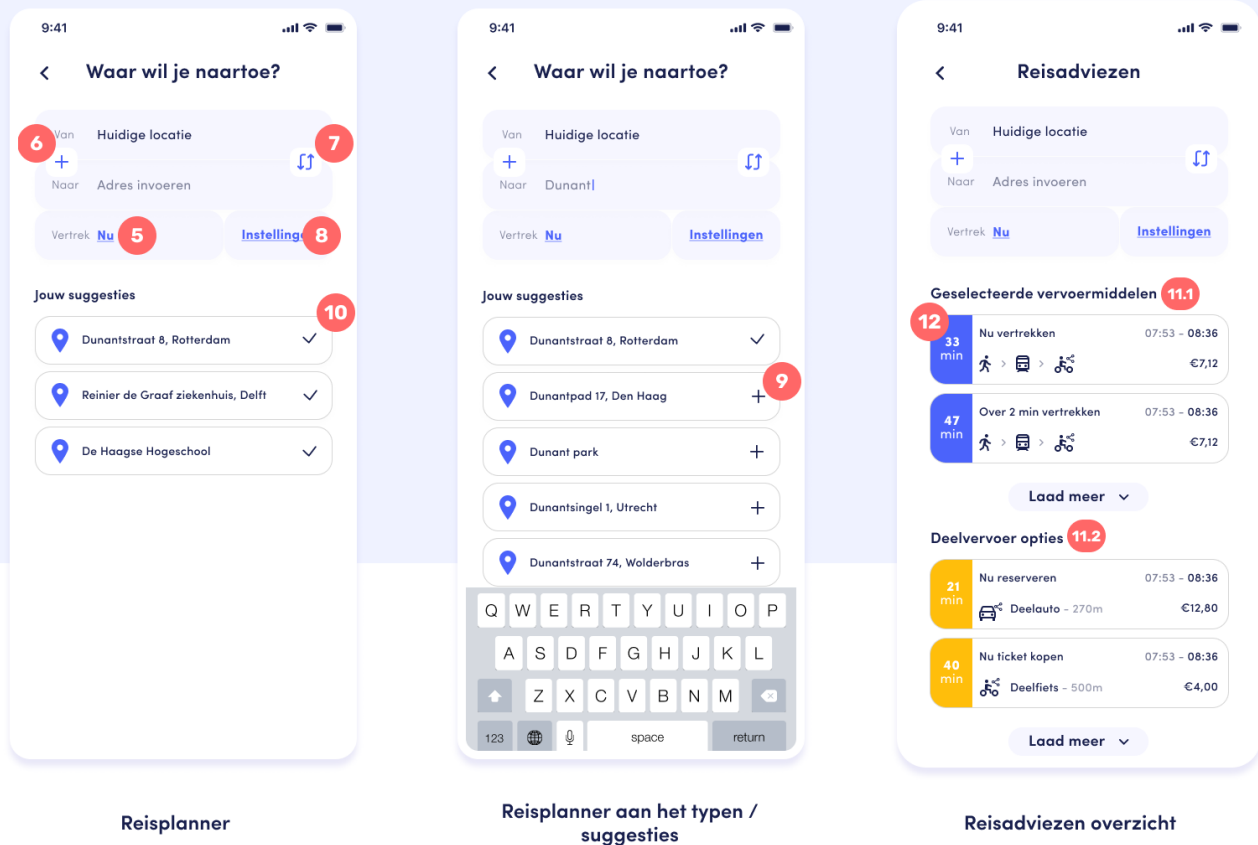 9:41
Waar wil je naartoe?
6
Van Huidige locatie
7
Naar Adres invoeren
Vertrek Nu
5
Instellinge
8
Jouw suggesties
10
Dunantstraat 8, Rotterdam
Reinier de Graaf ziekenhuis, Delft
De Haagse Hogeschool
Reisplanner
9:41
Waar wil je naartoe?
Van Huidige locatie
Naar Dunant
Vertrek Nu
Instellingen
Jouw suggesties
Dunantstraat 8, Rotterdam
9
Dunantpad 17, Den Haag
Dunant park
Dunantsingel 1, Utrecht
Dunantstraat 74, Wolderbras
Q W E R T Y U I O P
A S D F G H J K L
Z X C V B N M
123 space return
Reisplanner aan het typen /
suggesties
9:41
Reisadviezen
Van Huidige locatie
Naar Adres invoeren
Vertrek Nu
Instellingen
Geselecteerde vervoermiddelen 11.1
12
33
min
Nu vertrekken 07:53 - 08:36
€7,12
47
min
Over 2 min vertrekken 07:53 - 08:36
€7,12
Laad meer
Deelvervoer opties 11.2
21
min
Nu reserveren 07:53 - 08:36
Deelauto - 270m €12,80
40
min
Nu ticket kopen 07:53 - 08:36
Deelfiets - 500m €4,00
Laad meer
Reisadviezen overzicht